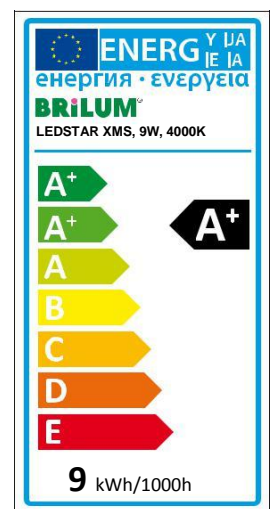 ENERG Y IJA
IE IA
енергия · ενεργεια
BRILUM®
LEDSTAR XMS, 9W, 4000K
A+
A+
A+
A
B
C
D
E
9 kWh/1000h